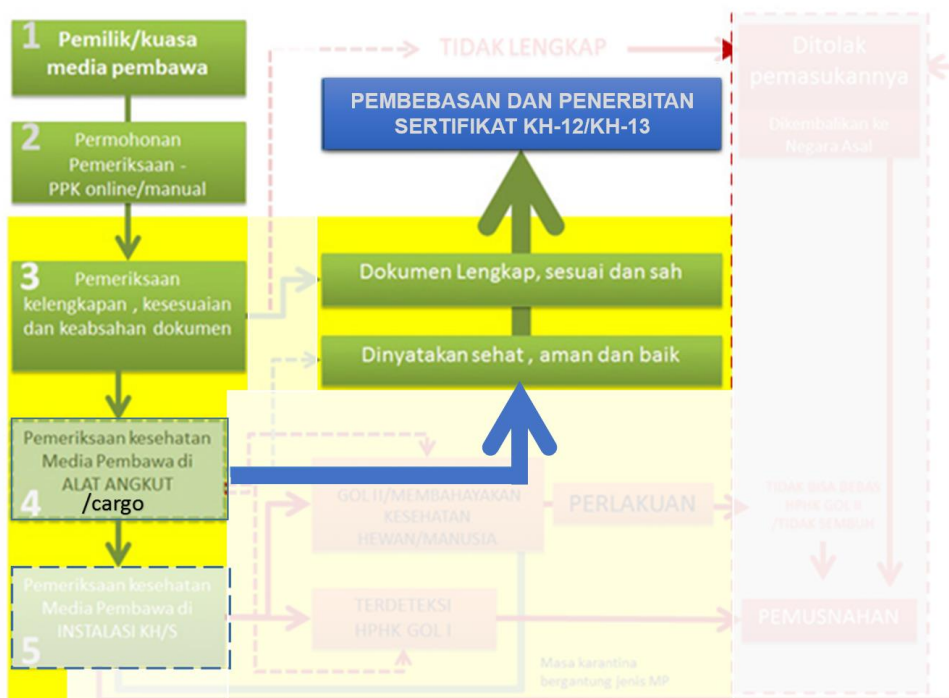 1
Pemilik/kuasa
media pembawa
2
Permohonan
Pemeriksaan -
PPK online/manual
3
Pemeriksaan
kelengkapan , kesesuaian
dan keabsahan dokumen
Pemeriksaan kesehatan
Media Pembawa di
ALAT ANGKUT
/cargo
4
Pemeriksaan kesehatan
Media Pembawa di
INSTALASI KH/S
5
TIDAK LENGKAP
PEMBEBASAN DAN PENERBITAN
SERTIFIKAT KH-12/KH-13
Dokumen Lengkap, sesuai dan sah
Dinyatakan sehat , aman dan baik
GOL II/MEMBAHAYAKAN
KESEHATAN
HEWAN/MANUSIA
PERLAKUAN
TERDETEKSI
HPHK GOL I
Masa karantina
bergantung jenis MP
Ditolak
pemasukannya
Dikembalikan ke
Negara Asal
TIDAK BISA BEBAS
HPHK GOL II
/TIDAK SEMBUH
PEMUSNAHAN